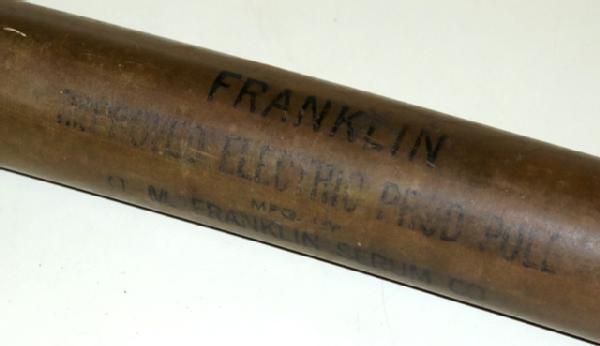 FRANKLIN
IMPROVED ELECTRIC PROD POLE
MFG. BY
O. M. FRANKLIN SERUM CO